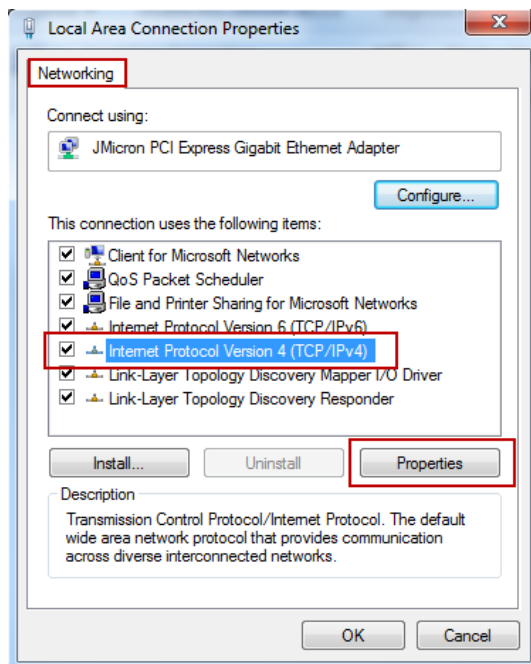 Local Area Connection Properties
Networking
Connect using:
JMicron PCI Express Gigabit Ethernet Adapter
Configure...
This connection uses the following items:
Client for Microsoft Networks
QoS Packet Scheduler
File and Printer Sharing for Microsoft Networks
Internet Protocol Version 6 (TCP/IPv6)
Internet Protocol Version 4 (TCP/IPv4)
Link-Layer Topology Discovery Mapper I/O Driver
Link-Layer Topology Discovery Responder
Install... Uninstall Properties
Description
Transmission Control Protocol/Internet Protocol. The default
wide area network protocol that provides communication
across diverse interconnected networks.
OK Cancel